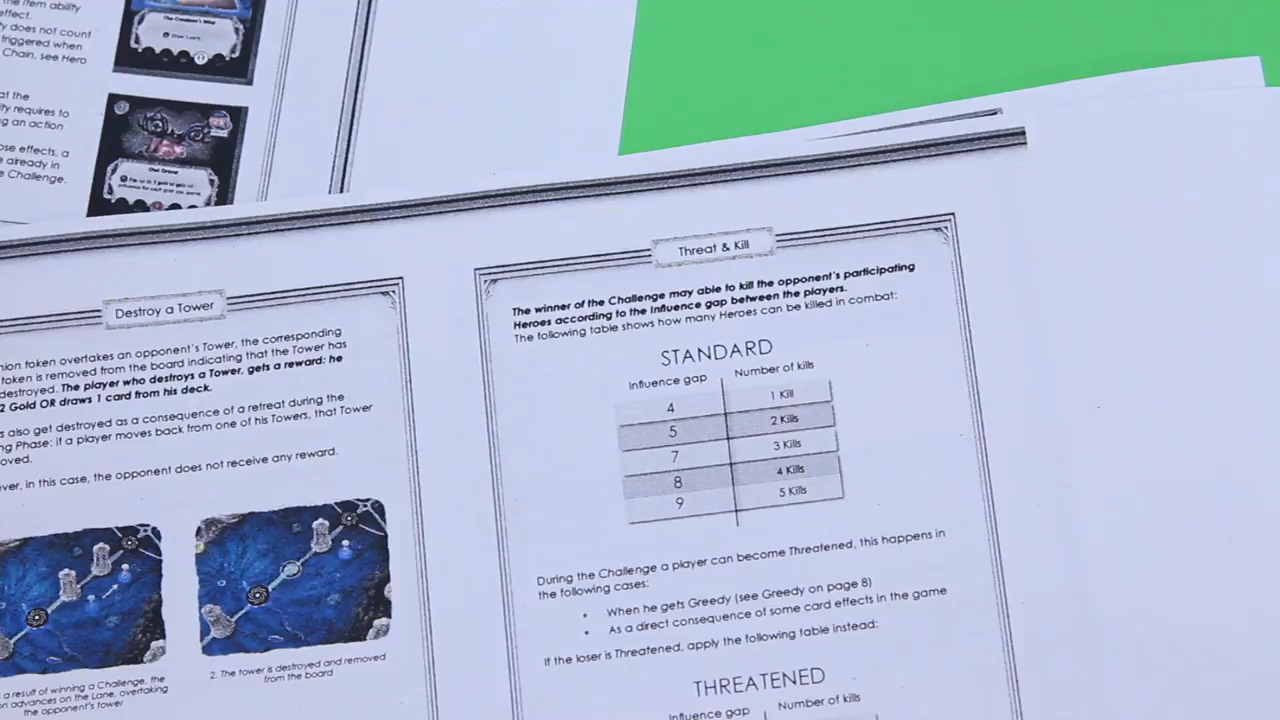 the item ability
effect.
y does not count
triggered when
Chain, see Hero
at the
ty requires to
ng an action
ose effects, a
e already in
e Challenge.
The Creation's Map
Draw 1 card.
Owl Drone
Destroy a Tower
nion token overtakes an opponent's Tower, the corresponding
token is removed from the board indicating that the Tower has
destroyed. The player who destroys a Tower, gets a reward: he
2 Gold OR draws 1 card from his deck.
s also get destroyed as a consequence of a retreat during the
ng Phase: if a player moves back from one of his Towers, that Tower
oved.
ver, in this case, the opponent does not receive any reward.
a result of winning a Challenge, the
n advances on the Lane, overtaking
the opponent's tower
2. The tower is destroyed and removed
from the board
Threat & Kill
The winner of the Challenge may able to kill the opponent's participating
Heroes according to the Influence gap between the players.
The following table shows how many Heroes can be killed in combat:
STANDARD
Influence gap Number of kills
4 1 Kill
5 2 Kills
7 3 Kills
8 4 Kills
9 5 Kills
During the Challenge a player can become Threatened, this happens in
the following cases:
• When he gets Greedy (see Greedy on page 8)
• As a direct consequence of some card effects in the game
If the loser is Threatened, apply the following table instead:
THREATENED
Influence gap Number of kills